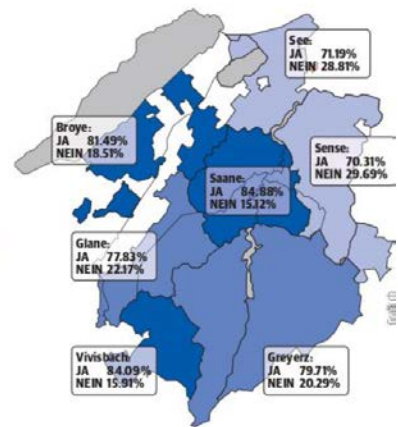 See:
JA 71.19%
NEIN 28.81%
Broye:
JA 81.49%
NEIN 18.51%
Sense:
JA 70.31%
NEIN 29.69%
Saane:
JA 84.88%
NEIN 15.12%
Glane:
JA 77.83%
NEIN 22.17%
Vivisbach:
JA 84.09%
NEIN 15.91%
Greyerz:
JA 79.71%
NEIN 20.29%